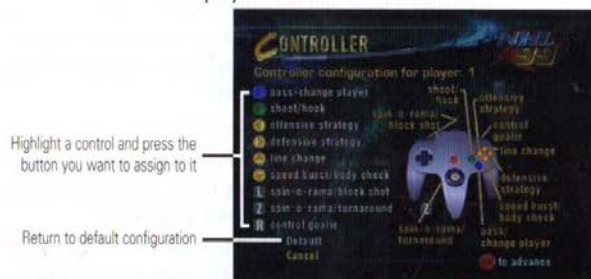 CONTROLLER
NHL 99
Controller configuration for player: 1
pass/change player
shoot/hook
offensive strategy
defensive strategy
line change
speed burst/body check
L spin-o-rama/block shot
Z spin-o-rama/turnaround
R control goalie
Default
Cancel
Highlight a control and press the
button you want to assign to it
Return to default configuration
shoot/
hook
offensive
strategy
spin-o-rama/
block shot
control
goalie
line change
defensive
strategy
speed burst/
body check
Z
spin-o-rama/
turnaround
pass/
change player
to advance